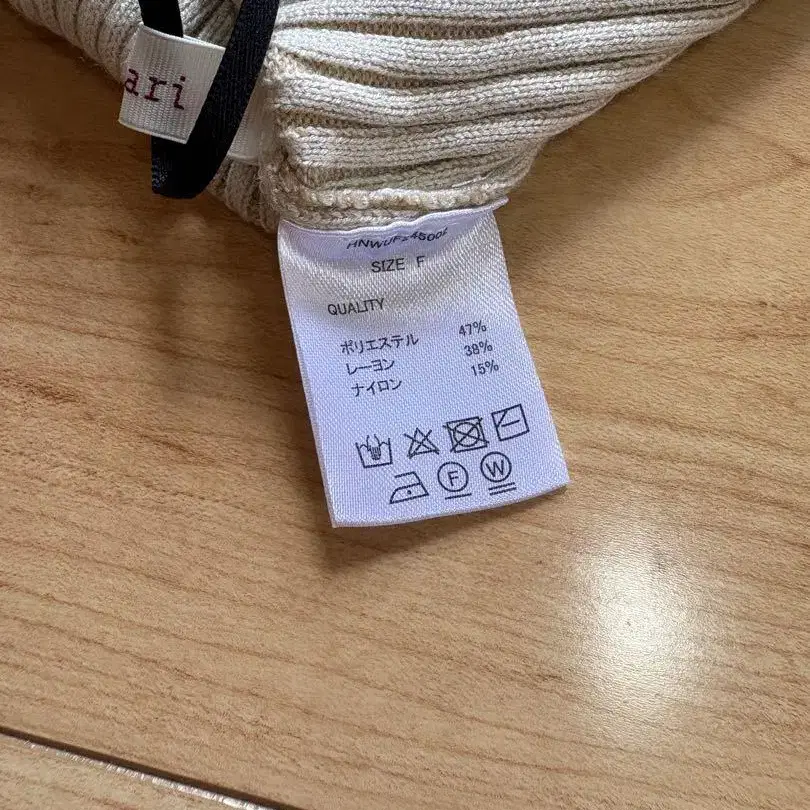 ari
SIZE F
QUALITY
ポリエステル 47%
レーヨン 38%
ナイロン 15%
F W